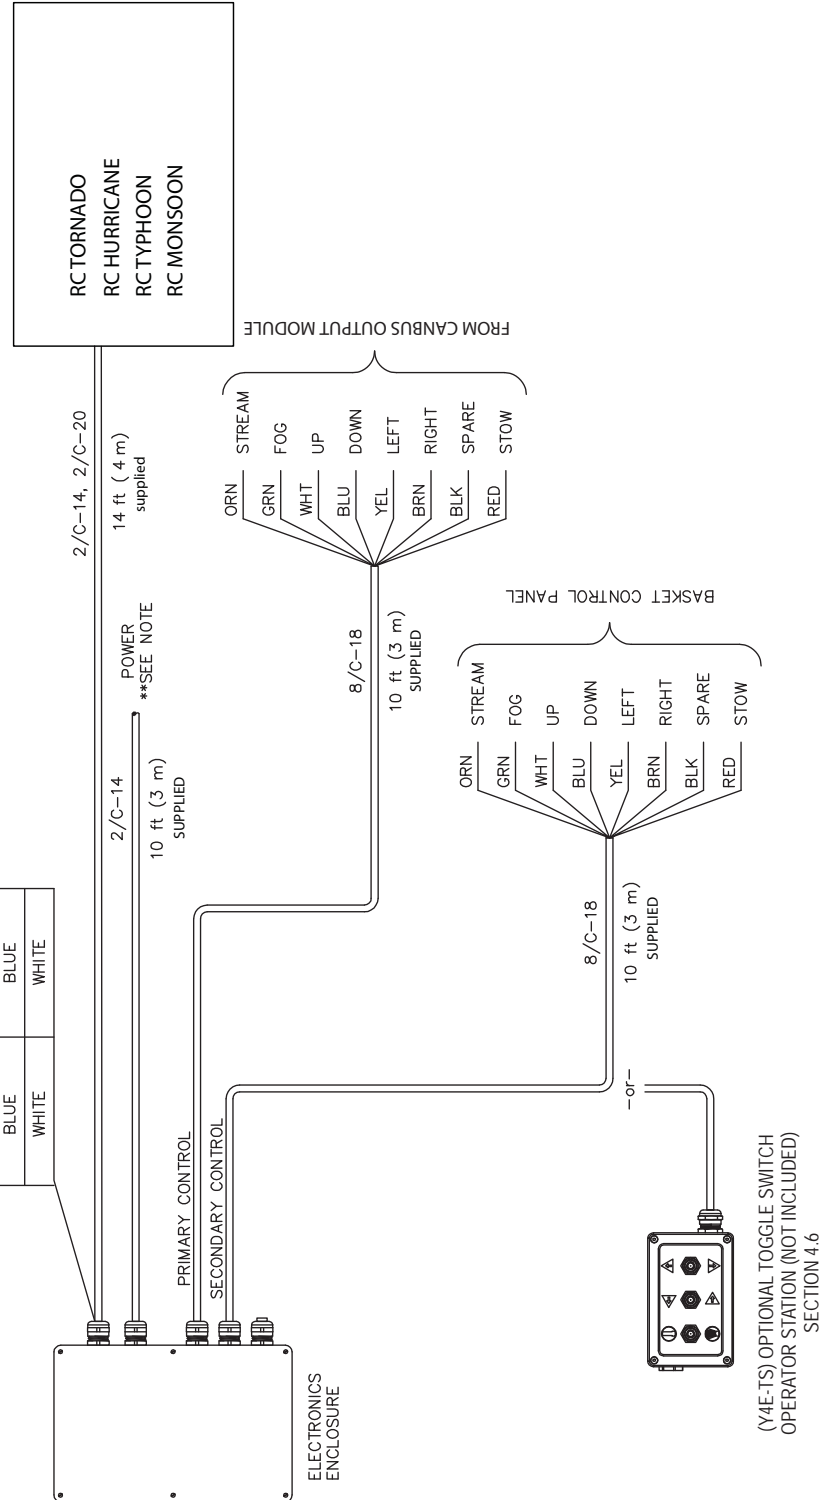 RC TORNADO
RC HURRICANE
RC TYPHOON
RC MONSOON
2/C-14, 2/C-20
14 ft ( 4 m)
supplied
POWER
**SEE NOTE
2/C-14
10 ft (3 m)
SUPPLIED
BLUE
WHITE
BLUE
WHITE
FROM CANBUS OUTPUT MODULE
ORN STREAM
GRN FOG
WHT UP
BLU DOWN
YEL LEFT
BRN RIGHT
BLK SPARE
RED STOW
8/C-18
10 ft (3 m)
SUPPLIED
BASKET CONTROL PANEL
ORN STREAM
GRN FOG
WHT UP
BLU DOWN
YEL LEFT
BRN RIGHT
BLK SPARE
RED STOW
8/C-18
10 ft (3 m)
SUPPLIED
PRIMARY CONTROL
SECONDARY CONTROL
-or-
ELECTRONICS
ENCLOSURE
(Y4E-TS) OPTIONAL TOGGLE SWITCH
OPERATOR STATION (NOT INCLUDED)
SECTION 4.6